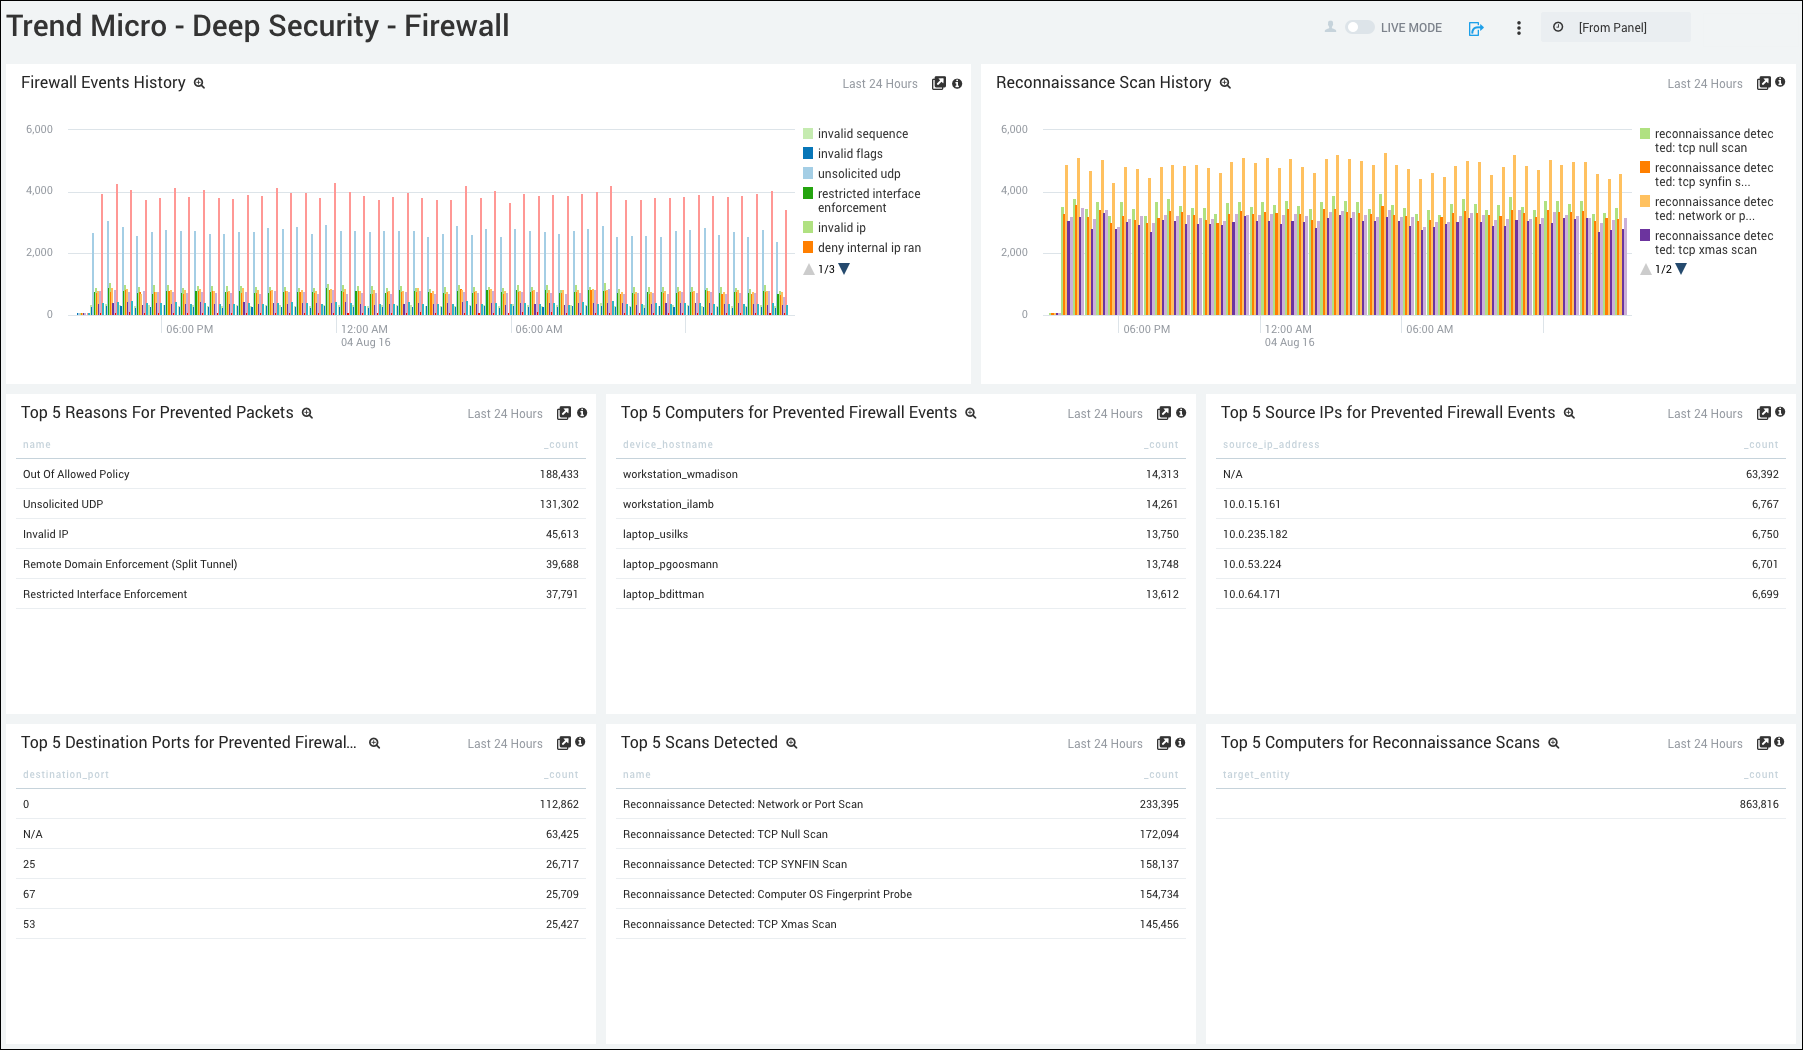 Trend Micro - Deep Security - Firewall
LIVE MODE
[From Panel]
Firewall Events History
Last 24 Hours
6,000
4,000
2,000
0
06:00 PM
12:00 AM
04 Aug 16
06:00 AM
invalid sequence
invalid flags
unsolicited udp
restricted interface
enforcement
invalid ip
deny internal ip ran
1/3
Reconnaissance Scan History
Last 24 Hours
6,000
4,000
2,000
0
06:00 PM
12:00 AM
04 Aug 16
06:00 AM
reconnaissance detec
ted: tcp null scan
reconnaissance detec
ted: tcp synfin s...
reconnaissance detec
ted: network or p...
reconnaissance detec
ted: tcp xmas scan
1/2
Top 5 Reasons For Prevented Packets
Last 24 Hours
name _count
Out Of Allowed Policy 188,433
Unsolicited UDP 131,302
Invalid IP 45,613
Remote Domain Enforcement (Split Tunnel) 39,688
Restricted Interface Enforcement 37,791
Top 5 Computers for Prevented Firewall Events
Last 24 Hours
device_hostname _count
workstation_wmadison 14,313
workstation_ilamb 14,261
laptop_usilks 13,750
laptop_pgoosmann 13,748
laptop_bdittman 13,612
Top 5 Source IPs for Prevented Firewall Events
Last 24 Hours
source_ip_address _count
N/A 63,392
10.0.15.161 6,767
10.0.235.182 6,750
10.0.53.224 6,701
10.0.64.171 6,699
Top 5 Destination Ports for Prevented Firewal...
Last 24 Hours
destination_port _count
0 112,862
N/A 63,425
25 26,717
67 25,709
53 25,427
Top 5 Scans Detected
Last 24 Hours
name _count
Reconnaissance Detected: Network or Port Scan 233,395
Reconnaissance Detected: TCP Null Scan 172,094
Reconnaissance Detected: TCP SYNFIN Scan 158,137
Reconnaissance Detected: Computer OS Fingerprint Probe 154,734
Reconnaissance Detected: TCP Xmas Scan 145,456
Top 5 Computers for Reconnaissance Scans
Last 24 Hours
target_entity _count
863,816